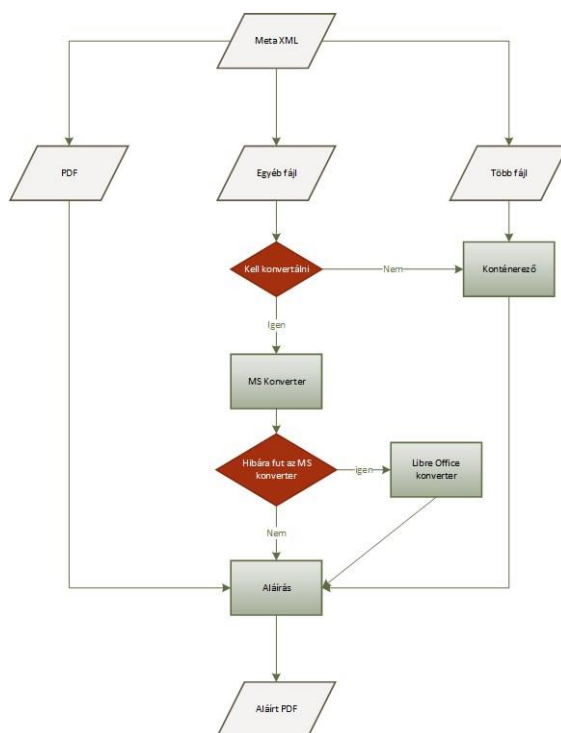 Meta XML
PDF
Egyéb fájl
Több fájl
Kell konvertálni
Nem
Konténerező
Igen
MS Konverter
Hibára fut az MS
konverter
igen
Libre Office
konverter
Nem
Aláírás
Aláírt PDF